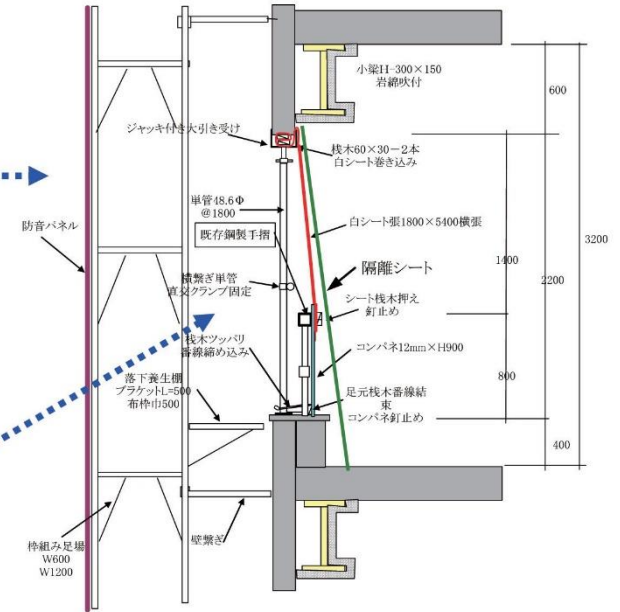 小梁H-300×150
岩綿吹付
600
ジャッキ付き大引き受け
桟木60×30-2本
白シート巻き込み
防音パネル
単管48.6Φ
@1800
白シート張1800×5400横張
既存鋼製手摺
隔離シート
1400
3200
2200
横繋ぎ単管
直交クランプ固定
シート桟木押え
釘止め
桟木ツッパリ
番線締め込み
コンパネ12mm×H900
落下養生棚
ブラケットL=500
布枠巾500
800
足元桟木番線結
束
コンパネ釘止め
400
枠組み足場
W600
W1200
壁繋ぎ